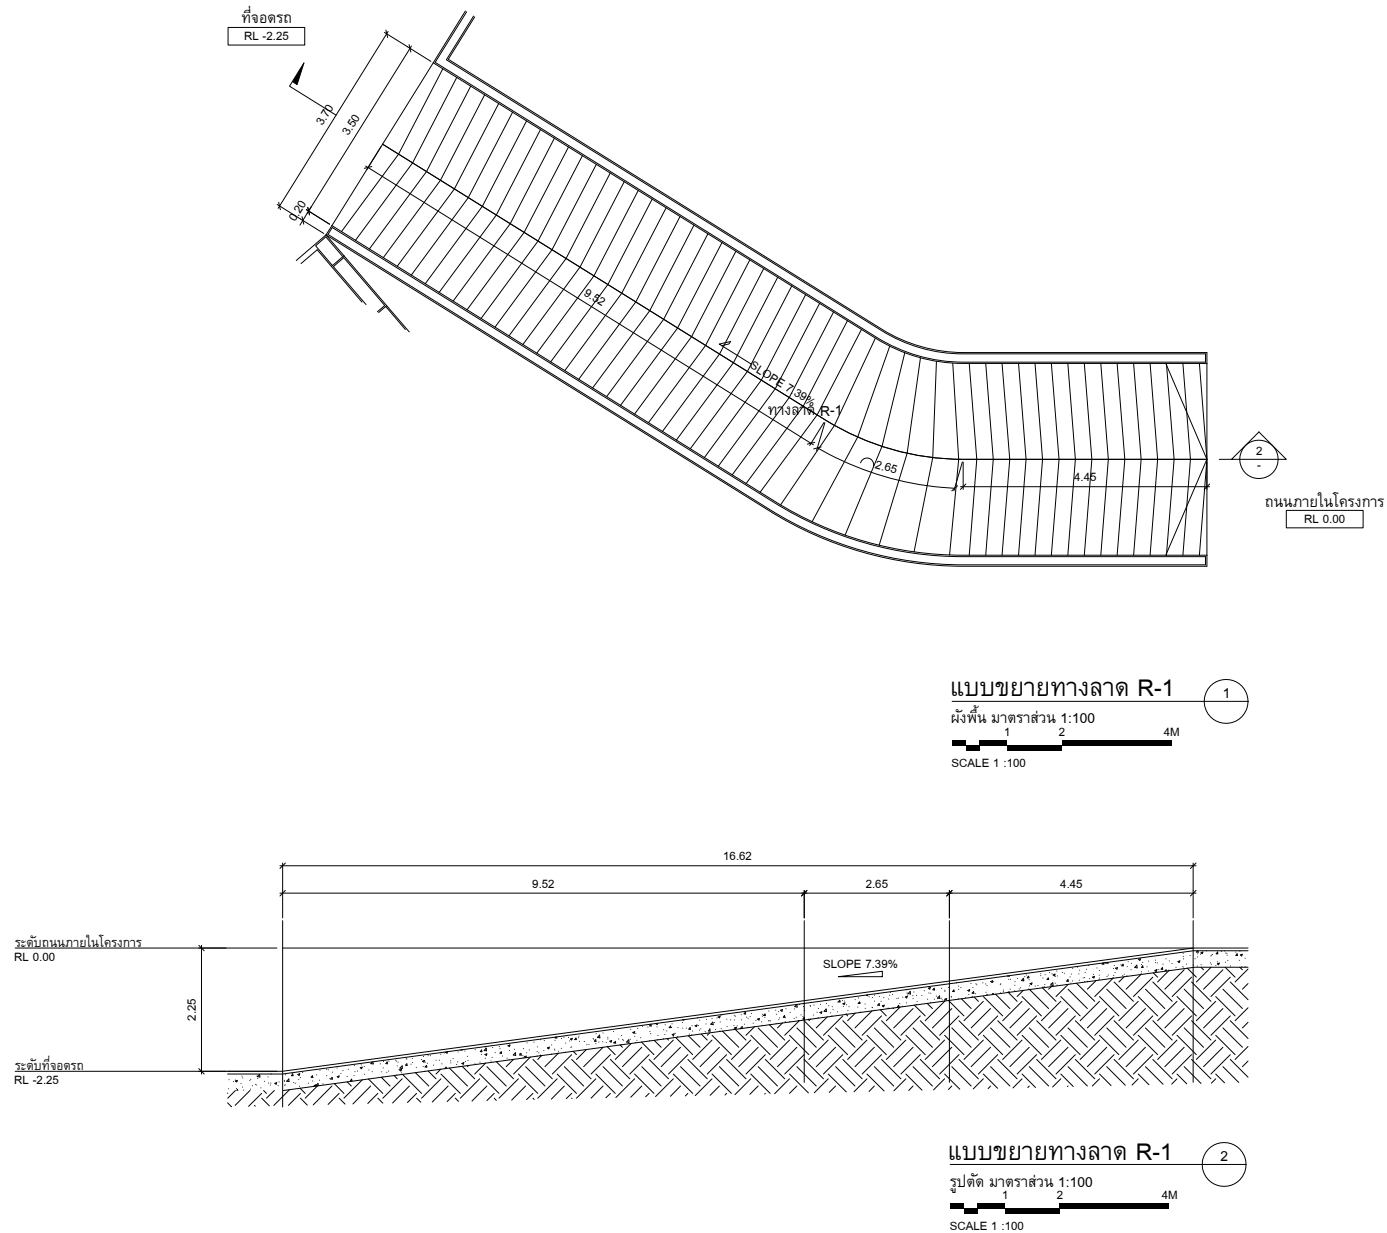 ที่จอดรถ
RL -2.25
3.70
3.50
0.20
9.52
SLOPE 7.39%
ทางลาด R-1
2.65
4.45
2
-
ถนนภายในโครงการ
RL 0.00
แบบขยายทางลาด R-1
1
ผังพื้น มาตราส่วน 1:100
1 2 4M
SCALE 1 :100
16.62
9.52 2.65 4.45
ระดับถนนภายในโครงการ
RL 0.00
SLOPE 7.39%
2.25
ระดับที่จอดรถ
RL -2.25
แบบขยายทางลาด R-1
2
รูปตัด มาตราส่วน 1:100
1 2 4M
SCALE 1 :100